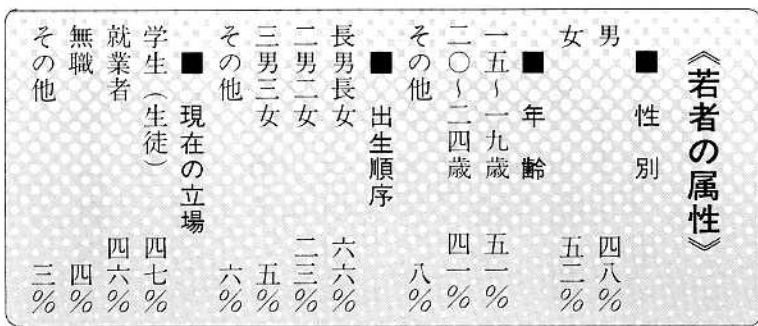 《若者の属性》
■ 性別
男 四八%
女 五二%
■ 年齢
一五~一九歳 五一%
二〇~二四歳 四一%
その他 八%
■ 出生順序
長男長女 六六%
二男二女 二三%
三男三女 五%
その他 六%
■ 現在の立場
学生(生徒) 四七%
就業者 四六%
無職 四%
その他 三%